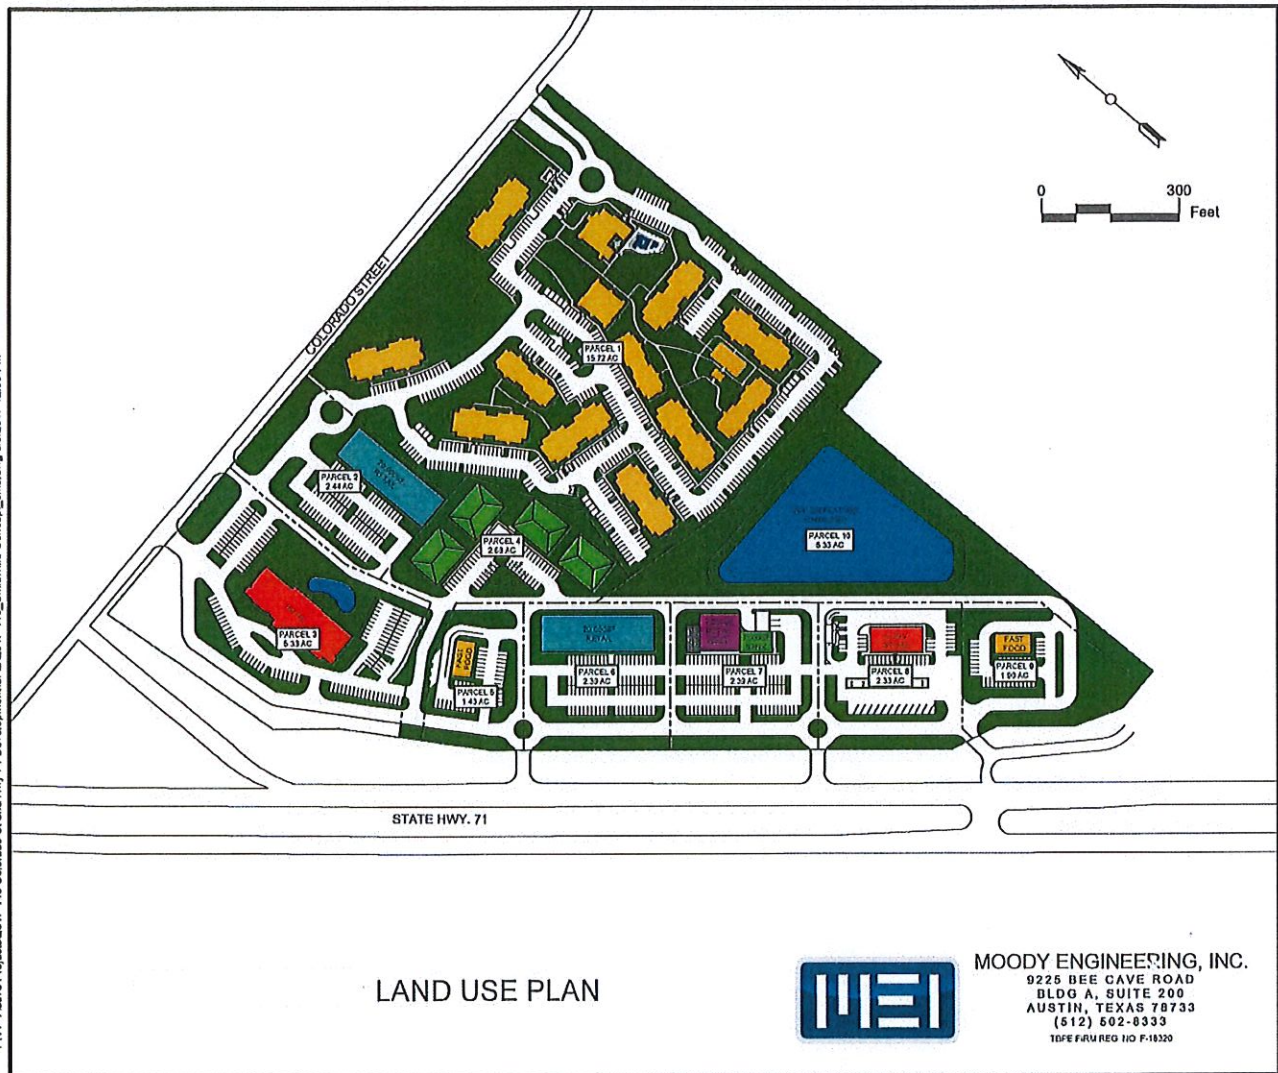 0 300
Feet
COLORADO STREET
PARCEL 1
15.72 AC
PARCEL 2
2.44 AC
PARCEL 4
2.63 AC
PARCEL 10
5.33 AC
PARCEL 3
5.33 AC
FAST
FOOD
PARCEL 5
1.43 AC
RETAIL
PARCEL 6
2.33 AC
PARCEL 7
2.33 AC
PARCEL 8
2.33 AC
FAST
FOOD
PARCEL 9
1.90 AC
STATE HWY. 71
LAND USE PLAN
MEI
MOODY ENGINEERING, INC.
9225 BEE CAVE ROAD
BLDG A, SUITE 200
AUSTIN, TEXAS 78733
(512) 502-8333
TBPE FIRM REG NO F-18320